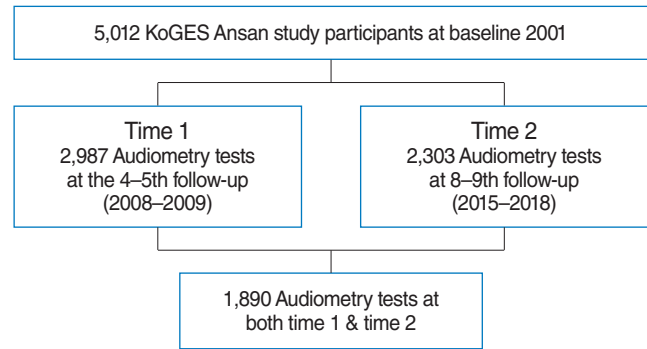 5,012 KoGES Ansan study participants at baseline 2001
Time 1
2,987 Audiometry tests
at the 4–5th follow-up
(2008–2009)
Time 2
2,303 Audiometry tests
at 8–9th follow-up
(2015–2018)
1,890 Audiometry tests at
both time 1 & time 2